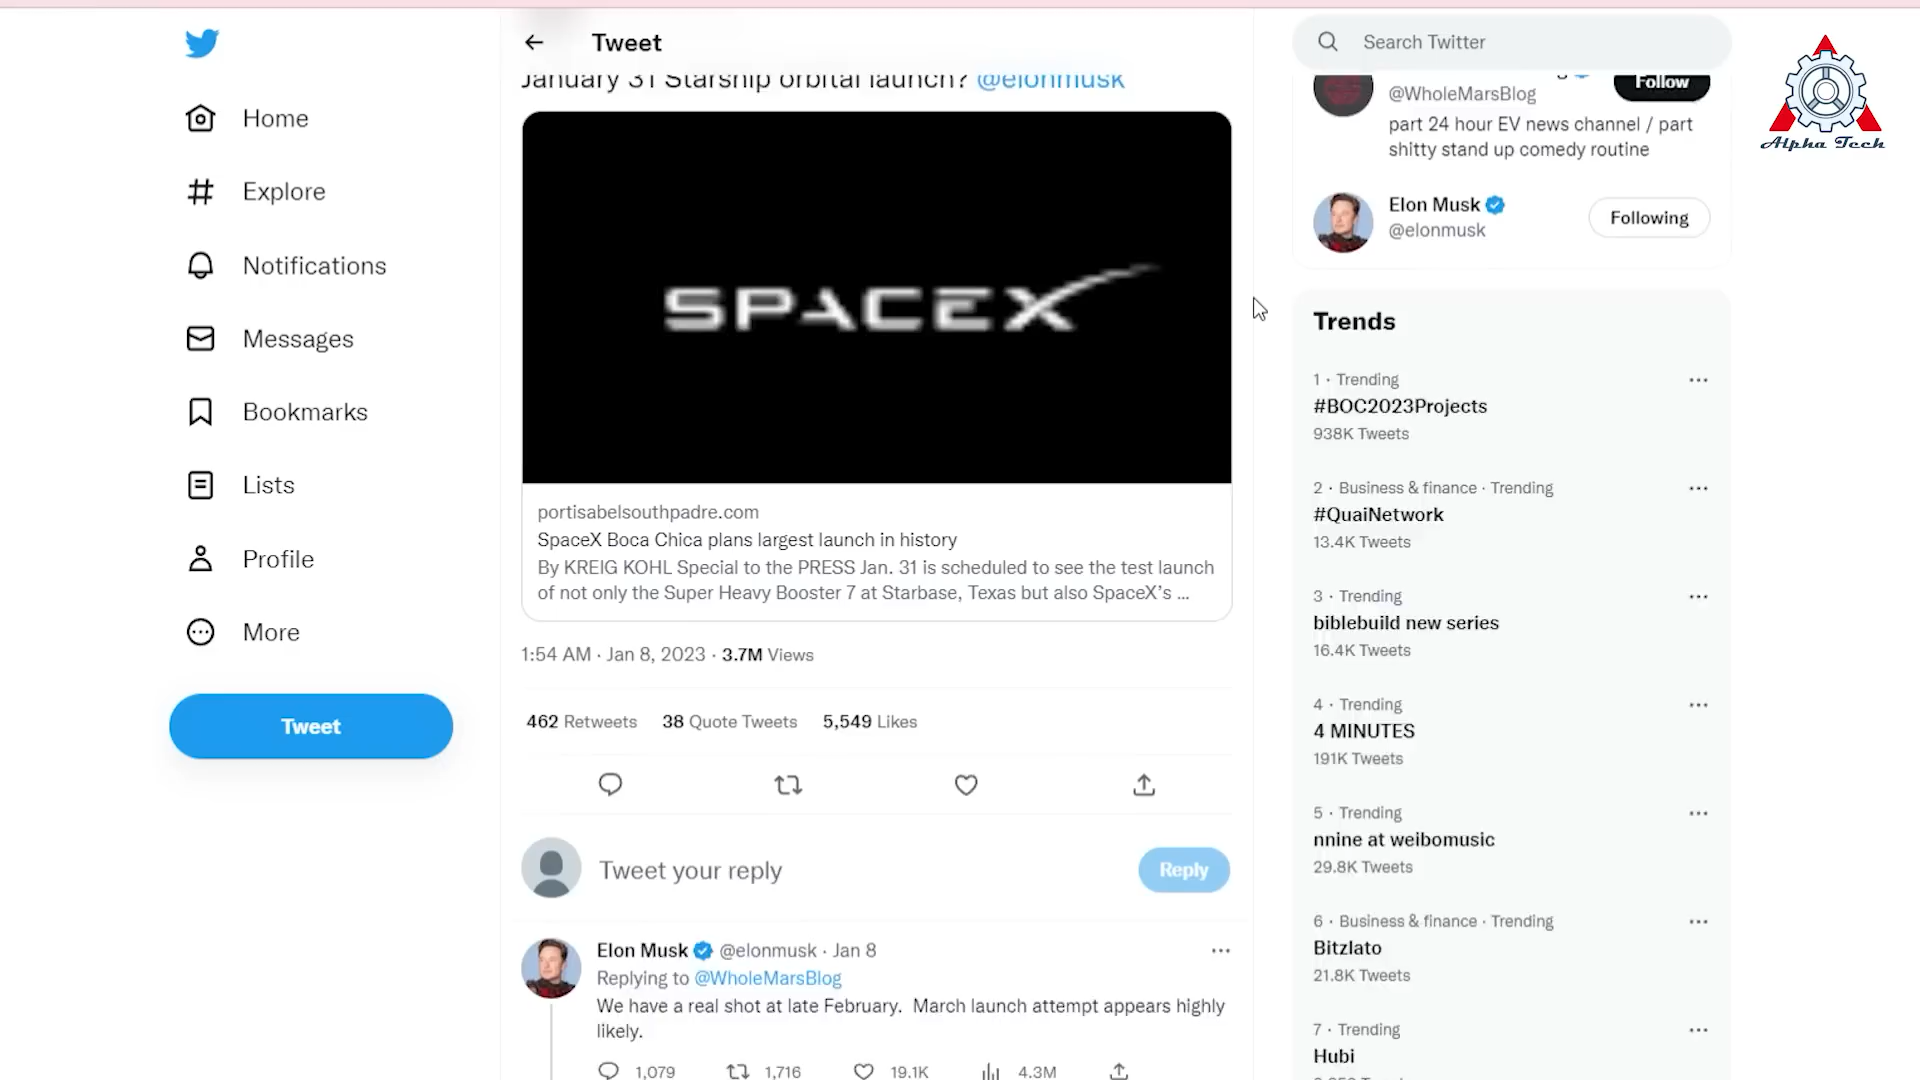 Tweet
Search Twitter
January 31 Starship orbital launch? @elonmusk
Follow
@WholeMarsBlog
part 24 hour EV news channel / part
shitty stand up comedy routine
Alpha Tech
Home
Explore
Notifications
Messages
Bookmarks
Lists
Profile
More
Tweet
SPACEX
portisabelsouthpadre.com
SpaceX Boca Chica plans largest launch in history
By KREIG KOHL Special to the PRESS Jan. 31 is scheduled to see the test launch
of not only the Super Heavy Booster 7 at Starbase, Texas but also SpaceX's ...
1:54 AM · Jan 8, 2023 · 3.7M Views
462 Retweets 38 Quote Tweets 5,549 Likes
Tweet your reply
Reply
Elon Musk @elonmusk · Jan 8
Replying to @WholeMarsBlog
We have a real shot at late February. March launch attempt appears highly
likely.
1,079 1,716 19.1K 4.3M
Elon Musk
@elonmusk
Following
Trends
1 · Trending
#BOC2023Projects
938K Tweets
2 · Business & finance · Trending
#QuaiNetwork
13.4K Tweets
3 · Trending
biblebuild new series
16.4K Tweets
4 · Trending
4 MINUTES
191K Tweets
5 · Trending
nnine at weibomusic
29.8K Tweets
6 · Business & finance · Trending
Bitzlato
21.8K Tweets
7 · Trending
Hubi